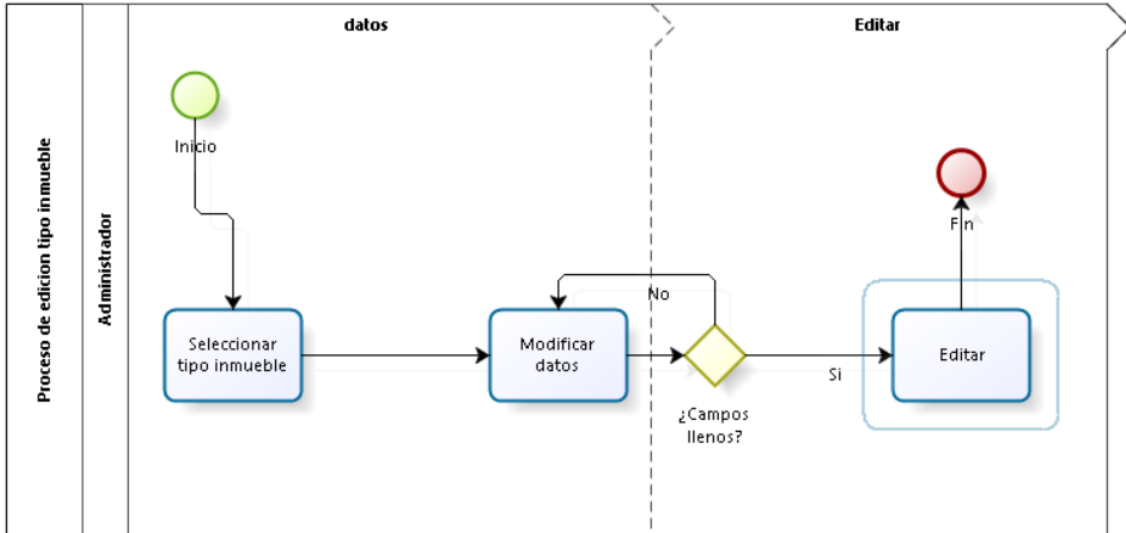 Proceso de edicion tipo inmueble
Administrador
datos
Editar
Inicio
Seleccionar
tipo inmueble
Modificar
datos
No
¿Campos
llenos?
Si
Editar
Fin